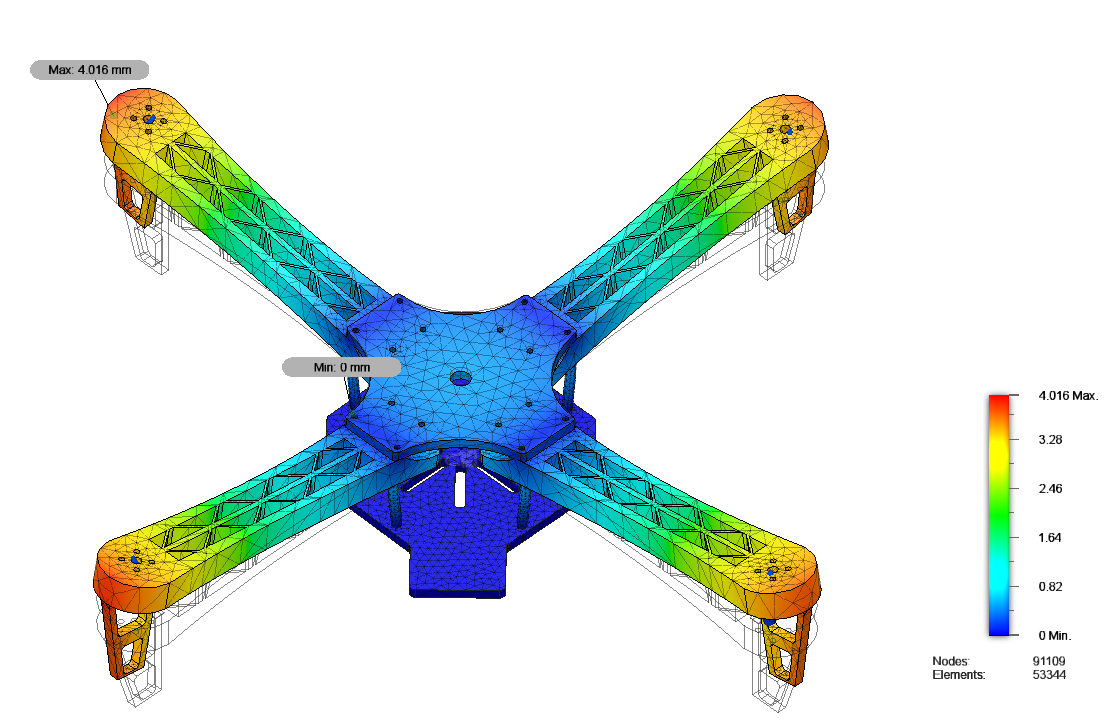 Max: 4.016 mm
Min: 0 mm
4.016 Max.
3.28
2.46
1.64
0.82
0 Min.
Nodes: 91109
Elements: 53344